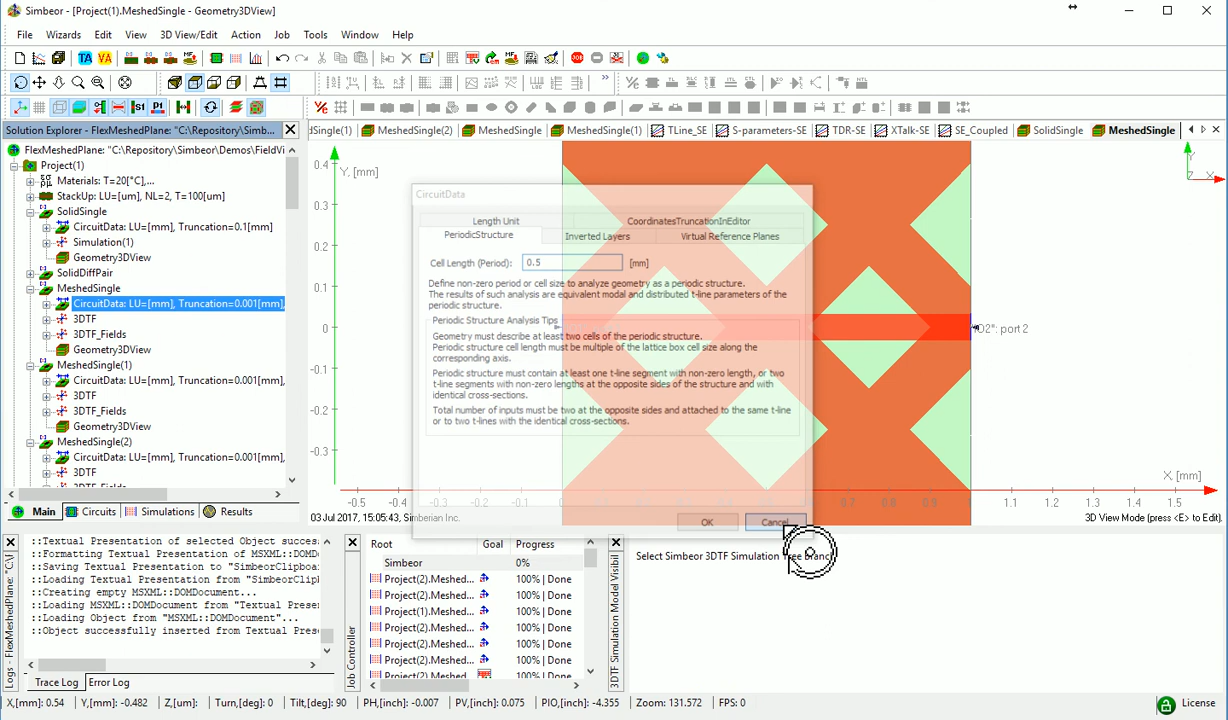 Simbeor - [Project(1).MeshedSingle - Geometry3DView]
File Wizards Edit View 3D View/Edit Action Job Tools Window Help
Solution Explorer - FlexMeshedPlane: "C:\Repository\Simb...
dSingle(1) MeshedSingle(2) MeshedSingle MeshedSingle(1) TLine_SE S-parameters-SE TDR-SE XTalk-SE SE_Coupled SolidSingle MeshedSingle
FlexMeshedPlane: "C:\Repository\Simbeor\Demos\FieldVi
Project(1)
Materials: T=20[°C],...
StackUp: LU=[um], NL=2, T=100[um]
SolidSingle
CircuitData: LU=[mm], Truncation=0.1[mm]
Simulation(1)
Geometry3DView
SolidDiffPair
MeshedSingle
CircuitData: LU=[mm], Truncation=0.001[mm],
3DTF
3DTF_Fields
Geometry3DView
MeshedSingle(1)
CircuitData: LU=[mm], Truncation=0.001[mm],
3DTF
3DTF_Fields
Geometry3DView
MeshedSingle(2)
CircuitData: LU=[mm], Truncation=0.001[mm],
3DTF
3DTF_Fields
Main Circuits Simulations Results
0.4 Y, [mm]
0.3
0.2
0.1
0
-0.1
-0.2
-0.3
Y
Z X
CircuitData
Length Unit CoordinatesTruncationInEditor
PeriodicStructure Inverted Layers Virtual Reference Planes
Cell Length (Period): 0.5 [mm]
Define non-zero period or cell size to analyze geometry as a periodic structure.
The results of such analysis are equivalent modal and distributed t-line parameters of the
periodic structure.
Periodic Structure Analysis Tips
Geometry must describe at least two cells of the periodic structure.
Periodic structure cell length must be multiple of the lattice box cell size along the
corresponding axis.
Periodic structure must contain at least one t-line segment with non-zero length, or two
t-line segments with non-zero lengths at the opposite sides of the structure and with
identical cross-sections.
Total number of inputs must be two at the opposite sides and attached to the same t-line
or to two t-lines with the identical cross-sections.
OK Cancel
"IO2": port 2
X, [mm]
-0.5 -0.4 -0.3 -0.2 -0.1 0 0.7 0.8 0.9 1 1.1 1.2 1.3 1.4 1.5
03 Jul 2017, 15:05:43, Simberian Inc.
3D View Mode (press <E> to Edit).
Logs - FlexMeshedPlane: "C:\F
::Textual Presentation of selected Object succes
::Formatting Textual Presentation of MSXML::DOMD
::Saving Textual Presentation to "SimbeorClipboa
::Loading Textual Presentation from "SimbeorClip
::Creating empty MSXML::DOMDocument...
::Loading MSXML::DOMDocument from "Textual Prese
::Loading Object from "MSXML::DOMDocument"...
::Object successfully inserted from Textual Pres
Trace Log Error Log
Job Controller
Root Goal Progress
Simbeor 0%
Project(2).Meshed... 100% | Done
Project(2).Meshed... 100% | Done
Project(1).Meshed... 100% | Done
Project(2).Meshed... 100% | Done
Project(2).Meshed... 100% | Done
Project(2).Meshed... 100% | Done
Project(2).Meshed... 100% | Done
3DTF Simulation Model Visibil
Select Simbeor 3DTF Simulation Tree branch
X,[mm]: 0.54 Y,[mm]: -0.482 Z,[um]: Turn,[deg]: 0 Tilt,[deg]: 90 PH,[inch]: -0.007 PV,[inch]: 0.075 PIO,[inch]: -4.355 Zoom: 131.572 FPS: 0 License